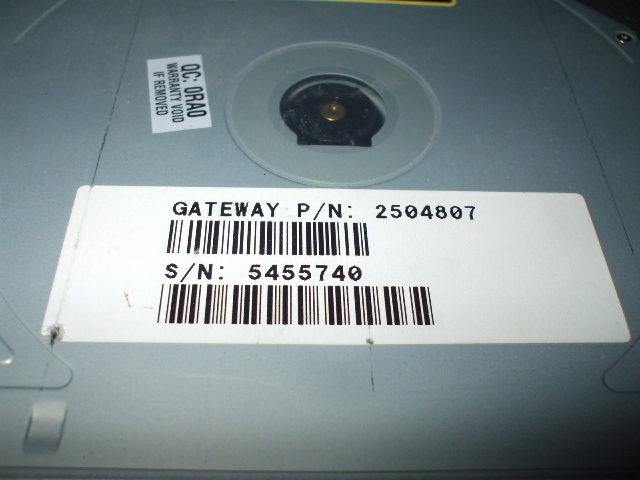 QC: ORAO
WARRANTY VOID
IF REMOVED
GATEWAY P/N: 2504807
S/N: 5455740